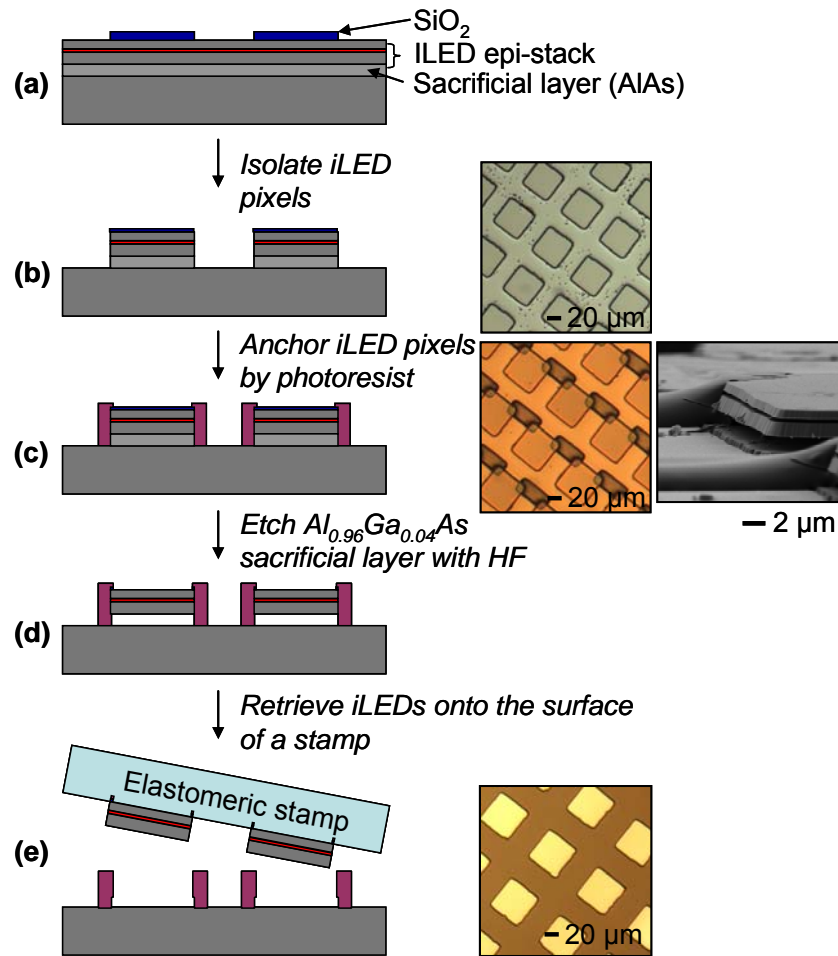 SiO₂
ILED epi-stack
Sacrificial layer (AlAs)
(a)
Isolate iLED
pixels
(b)
20 µm
Anchor iLED pixels
by photoresist
(c)
20 µm
2 µm
Etch Al₀.₉₆Ga₀.₀₄As
sacrificial layer with HF
(d)
Retrieve iLEDs onto the surface
of a stamp
Elastomeric stamp
(e)
20 µm